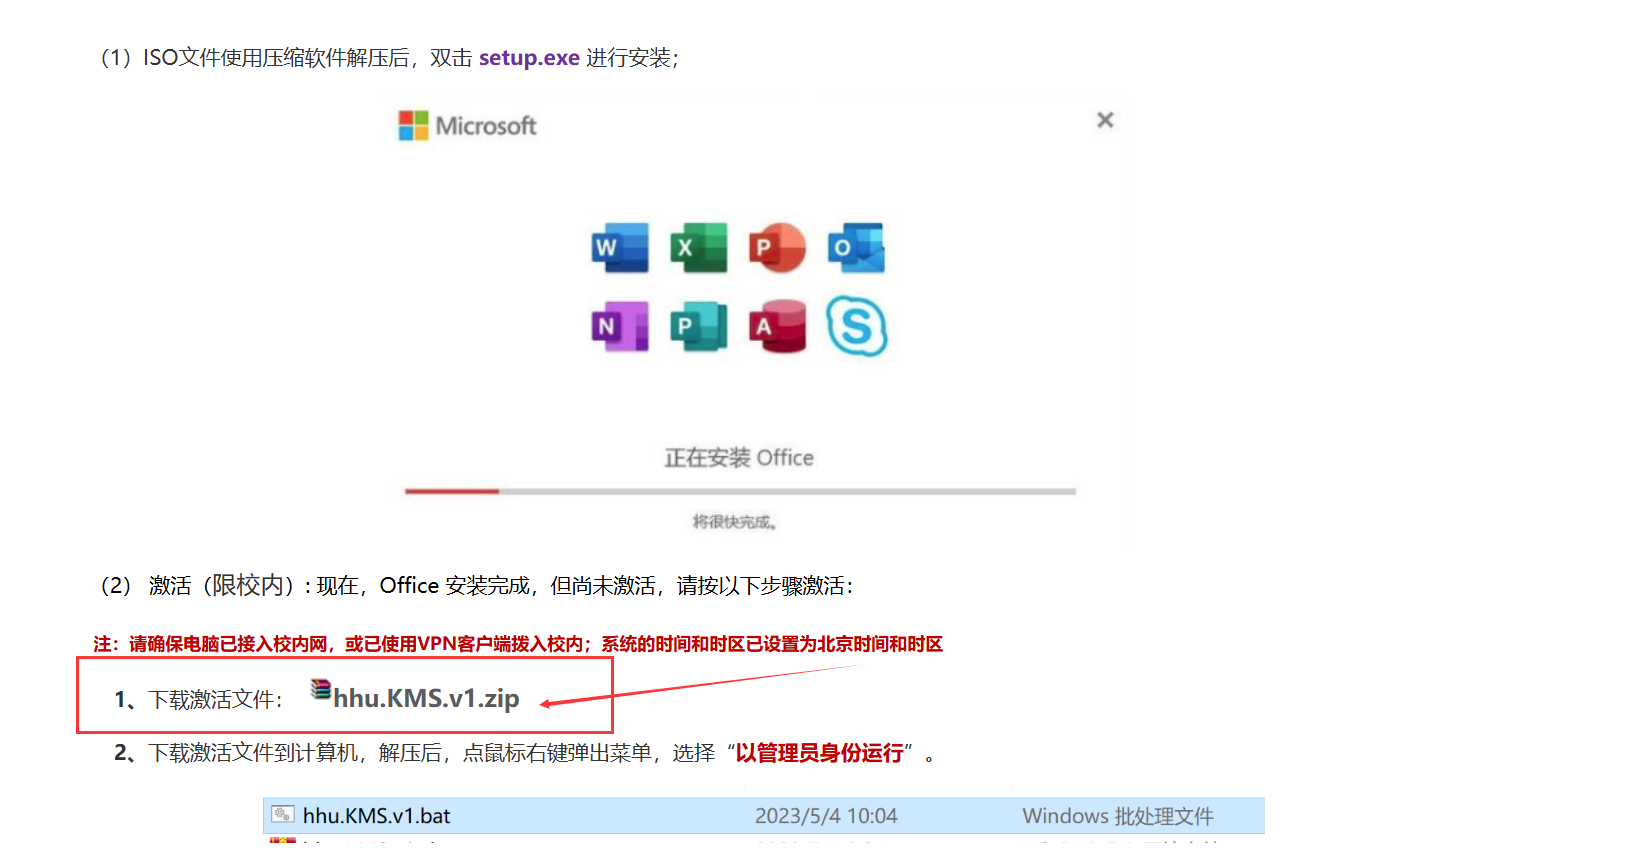 （1）ISO文件使用压缩软件解压后，双击 setup.exe 进行安装；
Microsoft
W X P O
N P A S
正在安装 Office
将很快完成。
（2） 激活（限校内）：现在，Office 安装完成，但尚未激活，请按以下步骤激活：
注：请确保电脑已接入校内网，或已使用VPN客户端拨入校内；系统的时间和时区已设置为北京时间和时区
1、下载激活文件： hhu.KMS.v1.zip
2、下载激活文件到计算机，解压后，点鼠标右键弹出菜单，选择“以管理员身份运行”。
hhu.KMS.v1.bat 2023/5/4 10:04 Windows 批处理文件